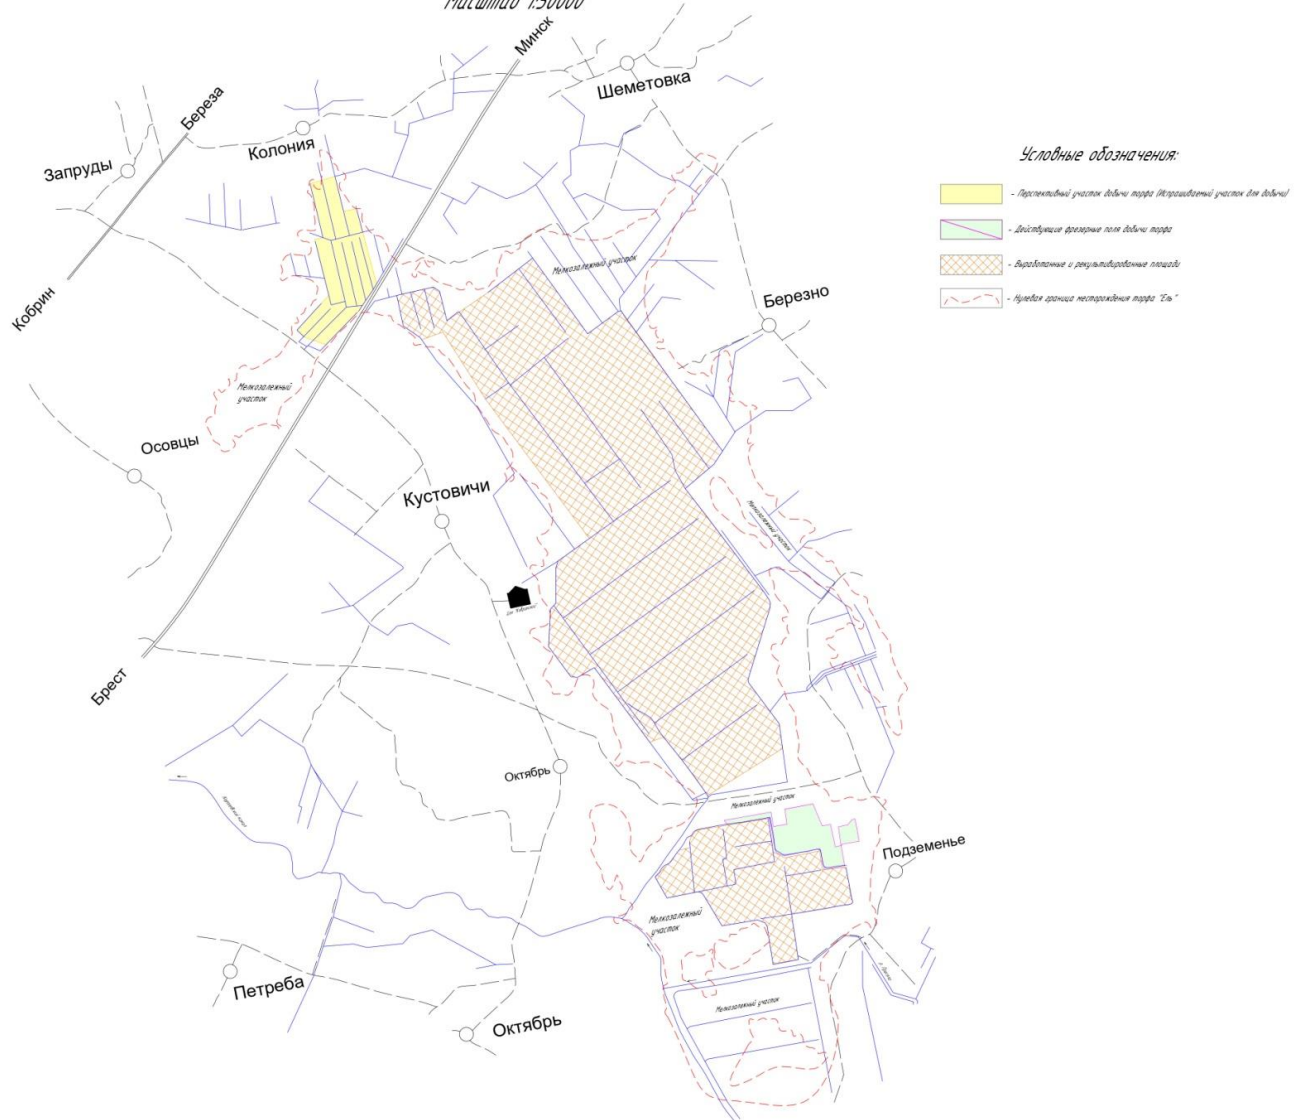 Масштаб 1:50000
Минск
Шеметовка
Береза
Колония
Запруды
Условные обозначения:
- Перспективный участок добычи торфа (Испрашиваемый участок для добычи)
- Действующие фрезерные поля добычи торфа
- Выработанные и рекультивированные площади
- Нулевая граница месторождения торфа "Ель"
Мелкозалежный участок
Березно
Кобрин
Мелкозалежный
участок
Осовцы
Кустовичи
Мелкозалежный участок
Брест
Октябрь
Мелкозалежный участок
Подземенье
Мелкозалежный
участок
Петреба
Мелкозалежный участок
Октябрь